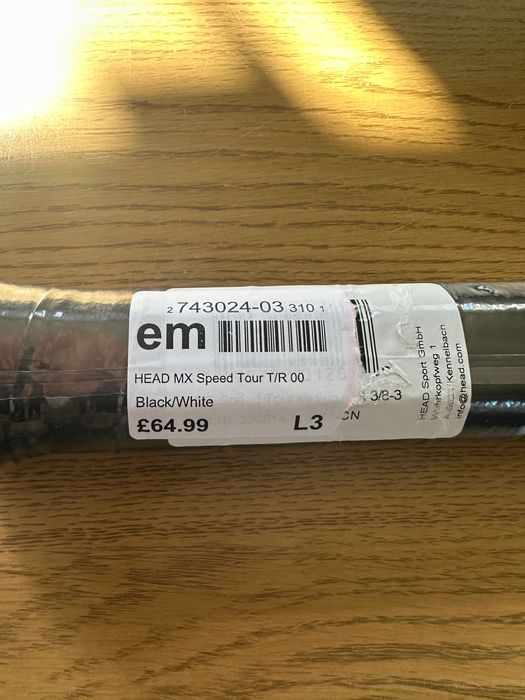 2 743024-03 310 1
em
HEAD MX Speed Tour T/R 00
Black/White
£64.99
L3
3/8-3
CN
HEAD Sport GmbH
Wuhrkopfweg 1
Kennelbach
info@head.com